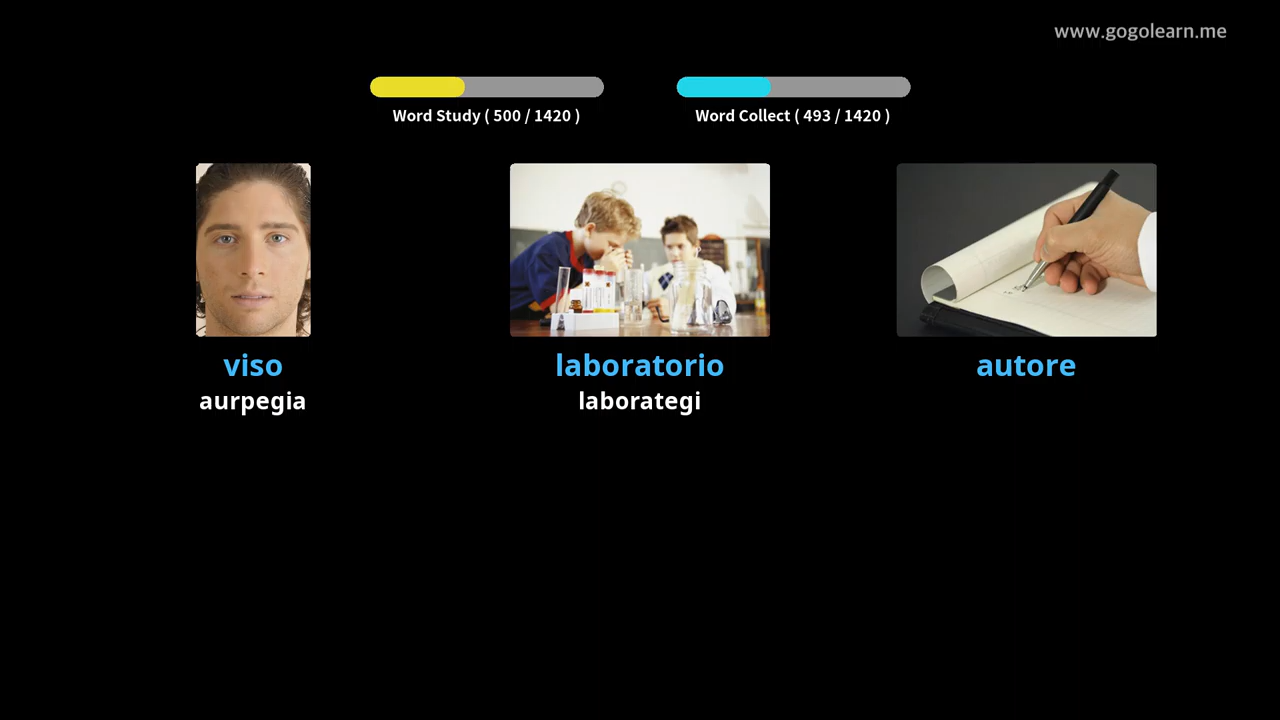 www.gogolearn.me
Word Study ( 500 / 1420 )
Word Collect ( 493 / 1420 )
viso
aurpegia
laboratorio
laborategi
autore